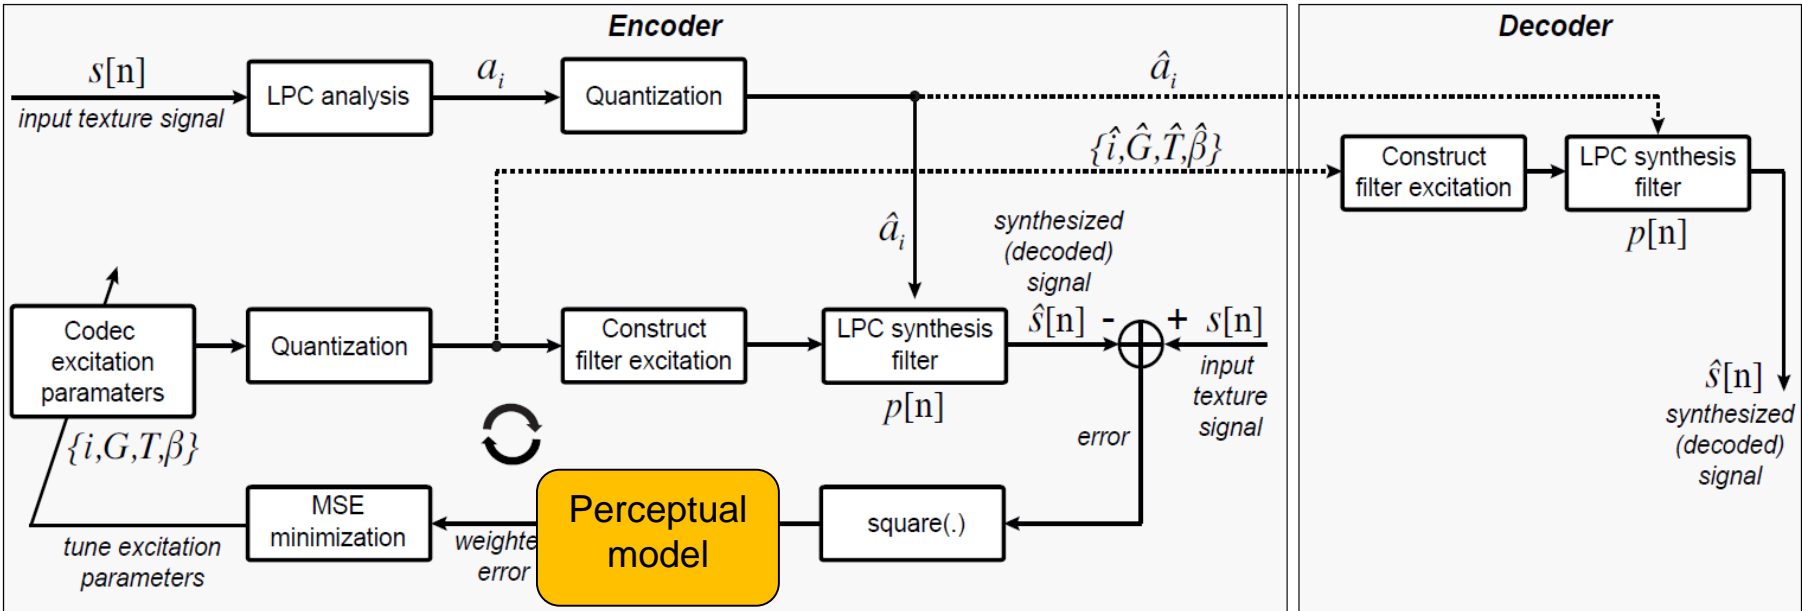 Encoder
Decoder
s[n]
input texture signal
LPC analysis
a_i
Quantization
â_i
{î,Ĝ,T̂,β̂}
Construct
filter excitation
LPC synthesis
filter
p[n]
â_i
synthesized
(decoded)
signal
Codec
excitation
paramaters
Quantization
Construct
filter excitation
LPC synthesis
filter
p[n]
ŝ[n]
-
+
s[n]
input
texture
signal
error
ŝ[n]
synthesized
(decoded)
signal
{i,G,T,β}
tune excitation
parameters
MSE
minimization
weighte
error
Perceptual
model
square(.)